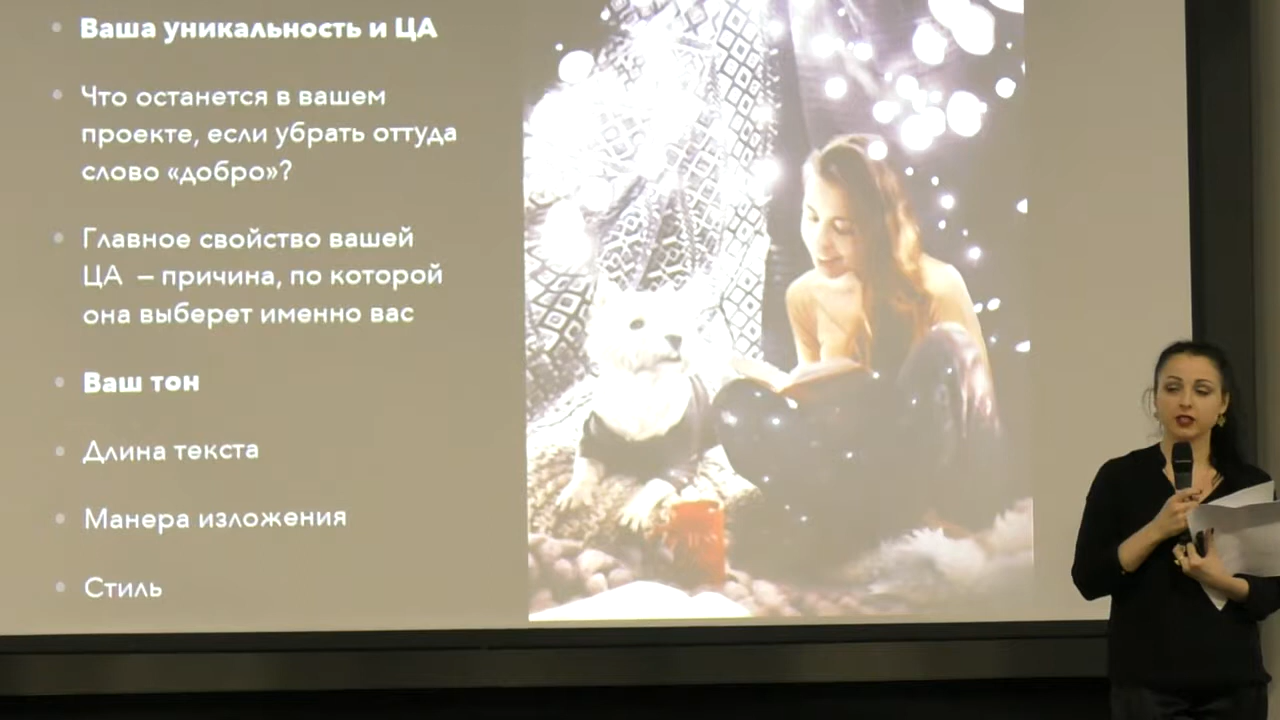 Ваша уникальность и ЦА
Что останется в вашем
проекте, если убрать оттуда
слово «добро»?
Главное свойство вашей
ЦА – причина, по которой
она выберет именно вас
Ваш тон
Длина текста
Манера изложения
Стиль